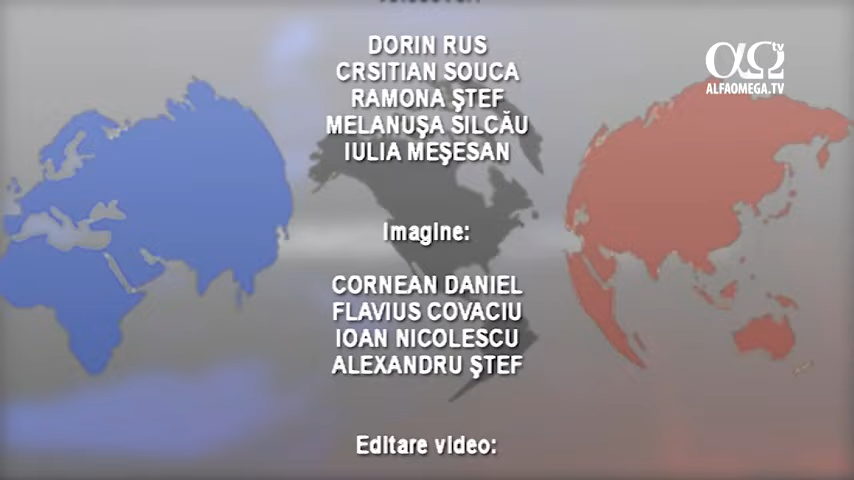 DORIN RUS
CRSITIAN SOUCA
RAMONA ŞTEF
MELANUŞA SILCĂU
IULIA MEŞESAN
Imagine:
CORNEAN DANIEL
FLAVIUS COVACIU
IOAN NICOLESCU
ALEXANDRU ŞTEF
Editare video:
ΑΩ tv
ALFAOMEGA.TV